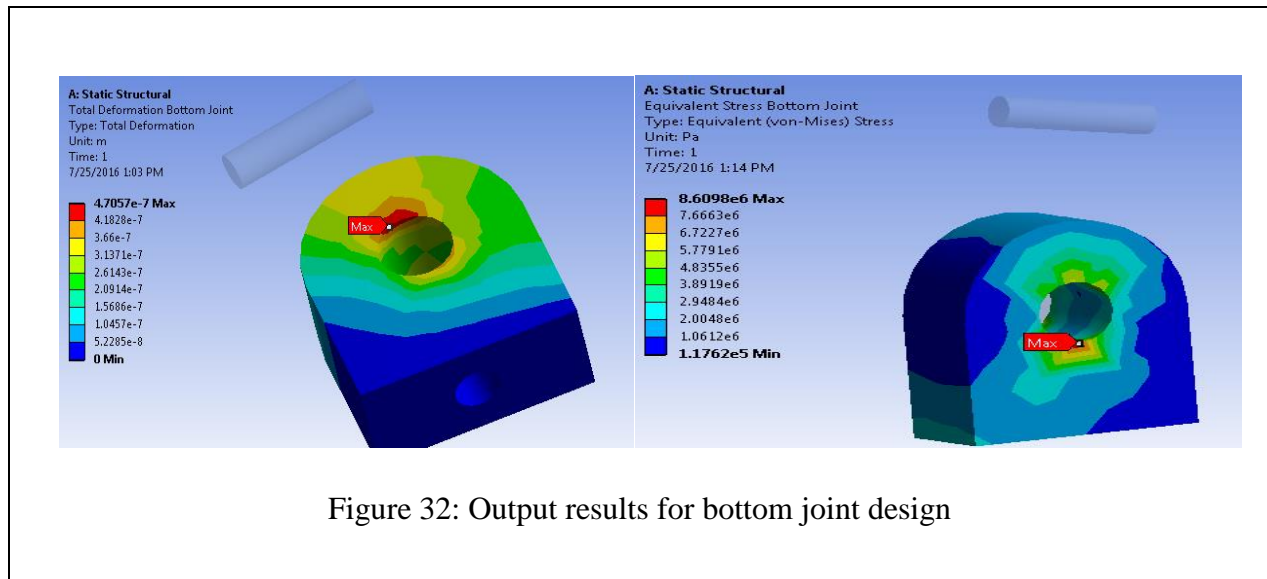 A: Static Structural
Total Deformation Bottom Joint
Type: Total Deformation
Unit: m
Time: 1
7/25/2016 1:03 PM
4.7057e-7 Max
4.1828e-7
3.66e-7
3.1371e-7
2.6143e-7
2.0914e-7
1.5686e-7
1.0457e-7
5.2285e-8
0 Min
Max
A: Static Structural
Equivalent Stress Bottom Joint
Type: Equivalent (von-Mises) Stress
Unit: Pa
Time: 1
7/25/2016 1:14 PM
8.6098e6 Max
7.6663e6
6.7227e6
5.7791e6
4.8355e6
3.8919e6
2.9484e6
2.0048e6
1.0612e6
1.1762e5 Min
Max
Figure 32: Output results for bottom joint design